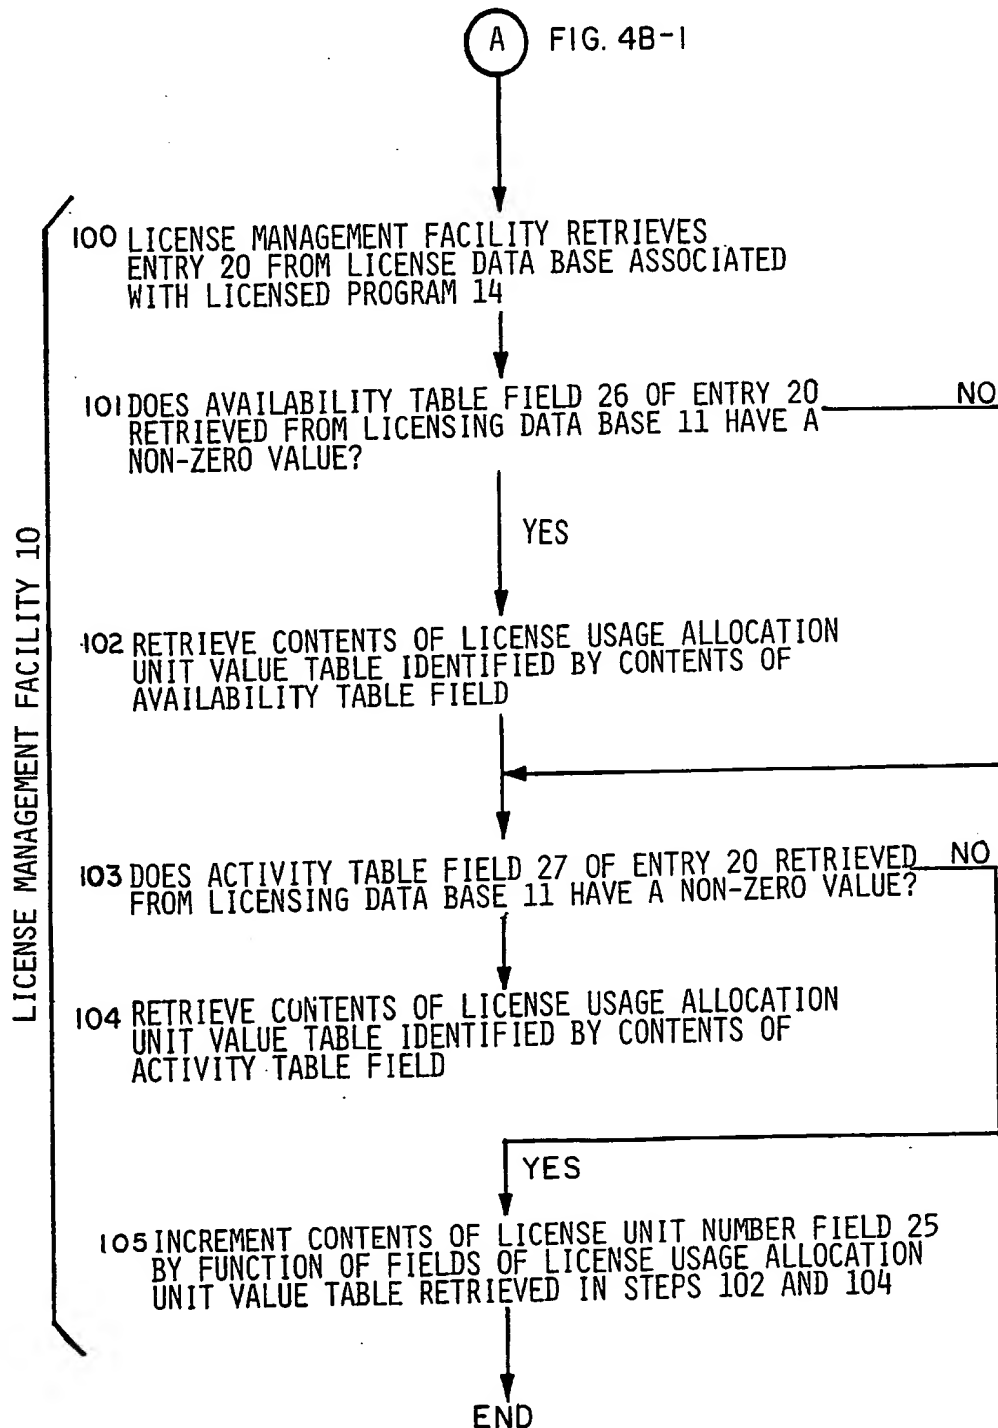 A FIG. 4B-1
100 LICENSE MANAGEMENT FACILITY RETRIEVES
ENTRY 20 FROM LICENSE DATA BASE ASSOCIATED
WITH LICENSED PROGRAM 14
101 DOES AVAILABILITY TABLE FIELD 26 OF ENTRY 20 NO
RETRIEVED FROM LICENSING DATA BASE 11 HAVE A
NON-ZERO VALUE?
YES
102 RETRIEVE CONTENTS OF LICENSE USAGE ALLOCATION
UNIT VALUE TABLE IDENTIFIED BY CONTENTS OF
AVAILABILITY TABLE FIELD
LICENSE MANAGEMENT FACILITY 10
103 DOES ACTIVITY TABLE FIELD 27 OF ENTRY 20 RETRIEVED NO
FROM LICENSING DATA BASE 11 HAVE A NON-ZERO VALUE?
104 RETRIEVE CONTENTS OF LICENSE USAGE ALLOCATION
UNIT VALUE TABLE IDENTIFIED BY CONTENTS OF
ACTIVITY TABLE FIELD
YES
105 INCREMENT CONTENTS OF LICENSE UNIT NUMBER FIELD 25
BY FUNCTION OF FIELDS OF LICENSE USAGE ALLOCATION
UNIT VALUE TABLE RETRIEVED IN STEPS 102 AND 104
END